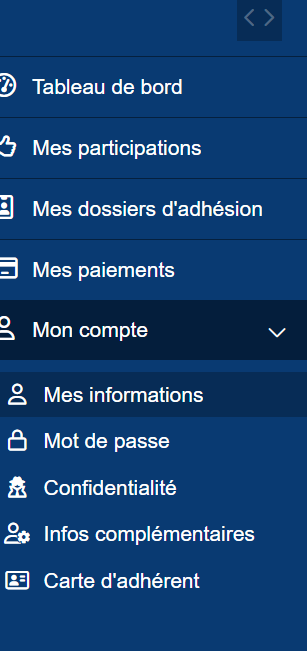 Tableau de bord
Mes participations
Mes dossiers d'adhésion
Mes paiements
Mon compte
Mes informations
Mot de passe
Confidentialité
Infos complémentaires
Carte d'adhérent